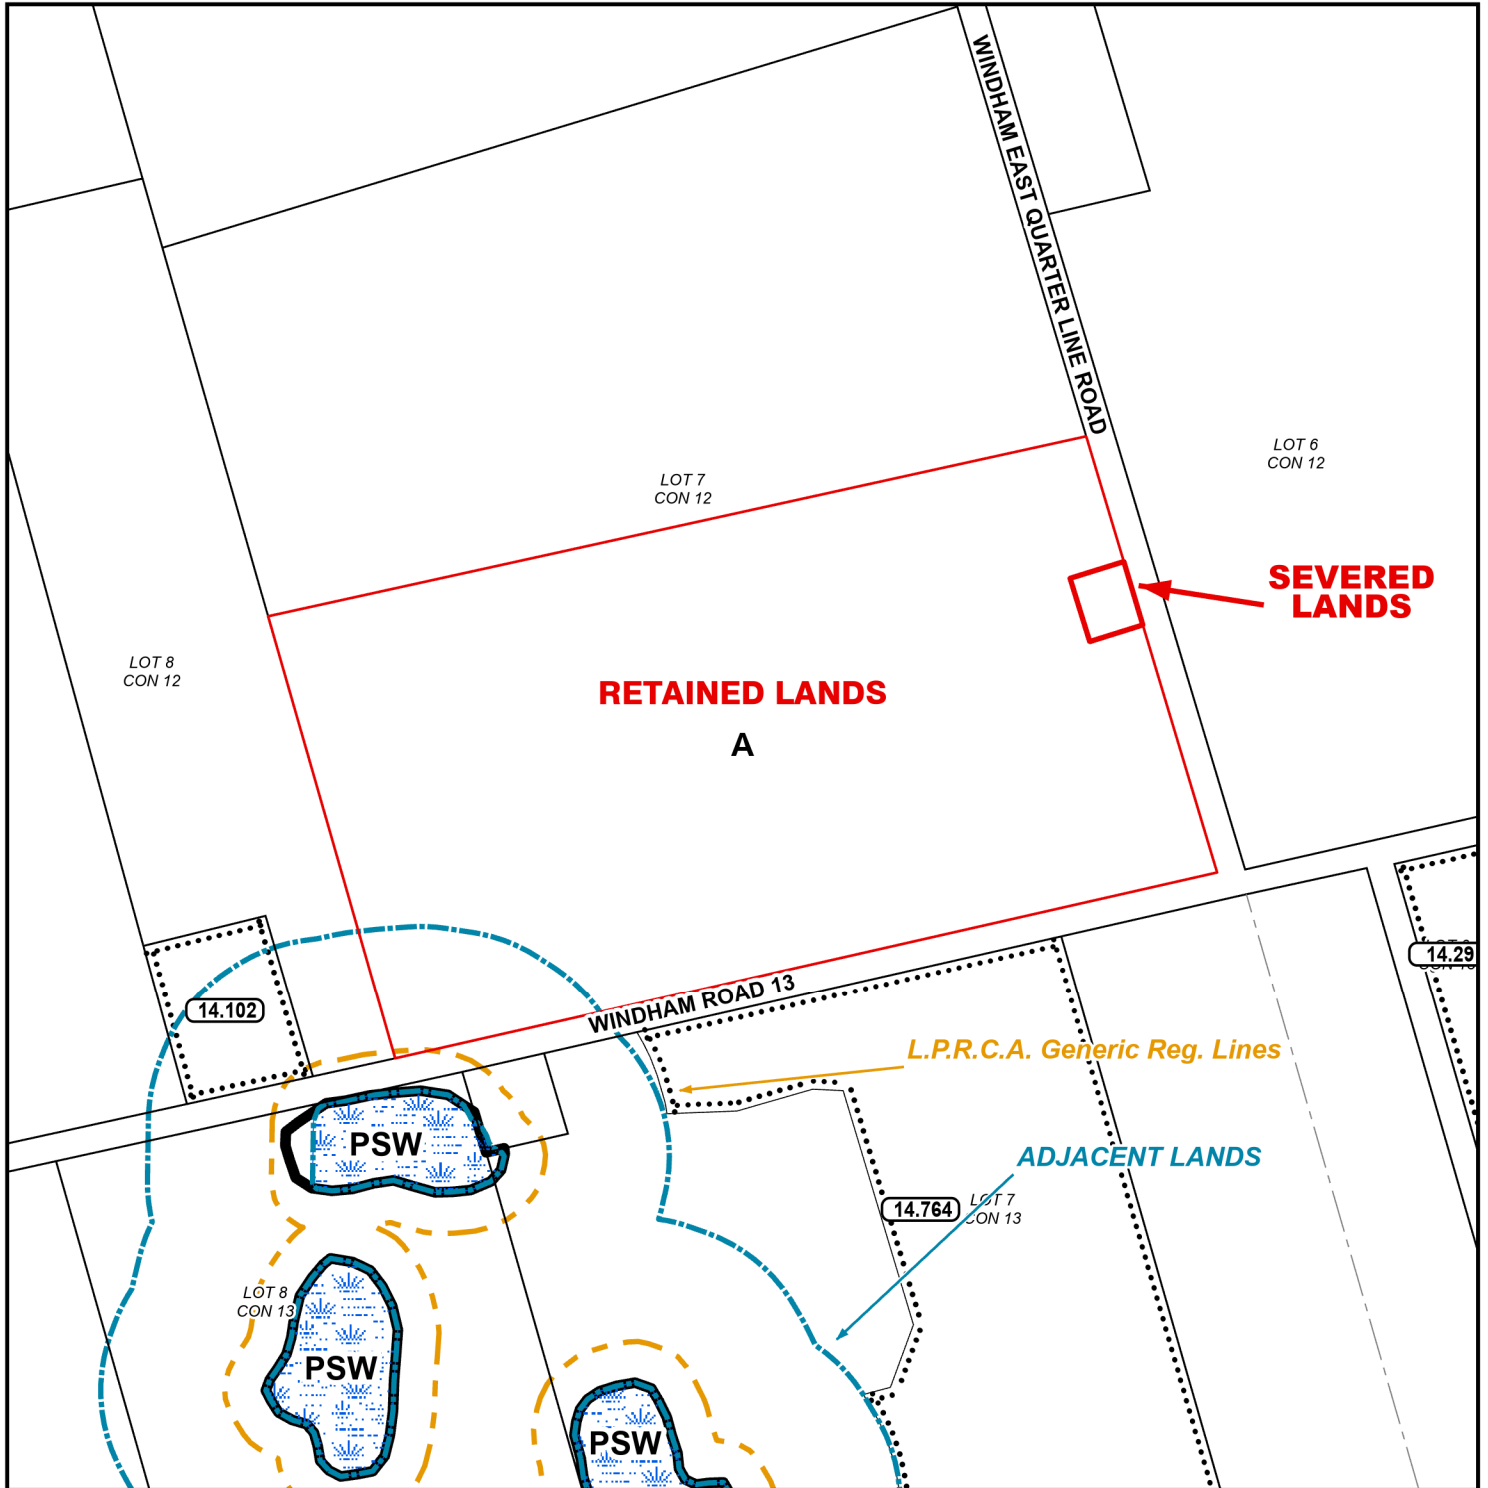 WINDHAM EAST QUARTER LINE ROAD
LOT 6
CON 12
LOT 7
CON 12
SEVERED
LANDS
LOT 8
CON 12
RETAINED LANDS
A
14.29
14.102
WINDHAM ROAD 13
L.P.R.C.A. Generic Reg. Lines
PSW
ADJACENT LANDS
14.764
LOT 7
CON 13
LOT 8
CON 13
PSW
PSW